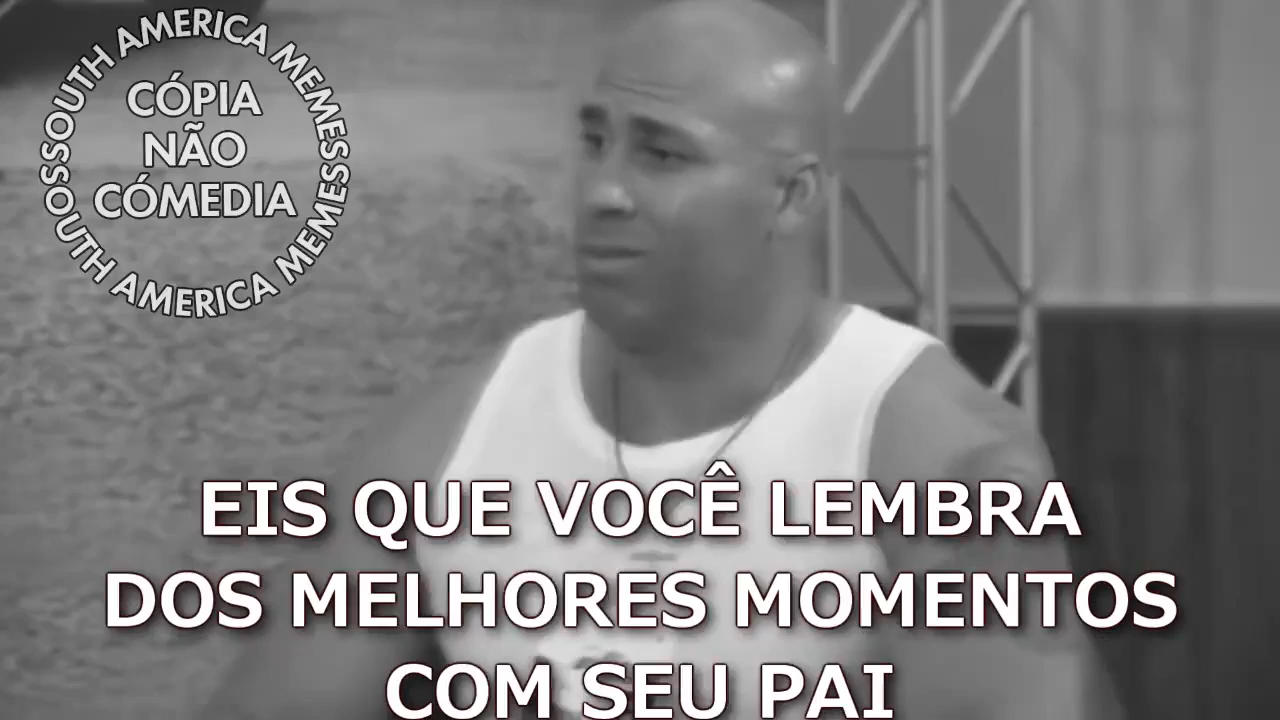 SOUTH AMERICA MEMES
CÓPIA
NÃO
CÓMEDIA
SOUTH AMERICA MEMES
EIS QUE VOCÊ LEMBRA
DOS MELHORES MOMENTOS
COM SEU PAI